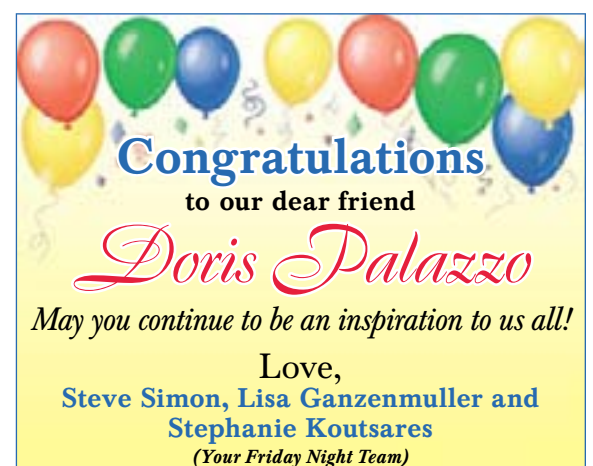 Congratulations
to our dear friend
Doris Palazzo
May you continue to be an inspiration to us all!
Love,
Steve Simon, Lisa Ganzenmuller and
Stephanie Koutsares
(Your Friday Night Team)